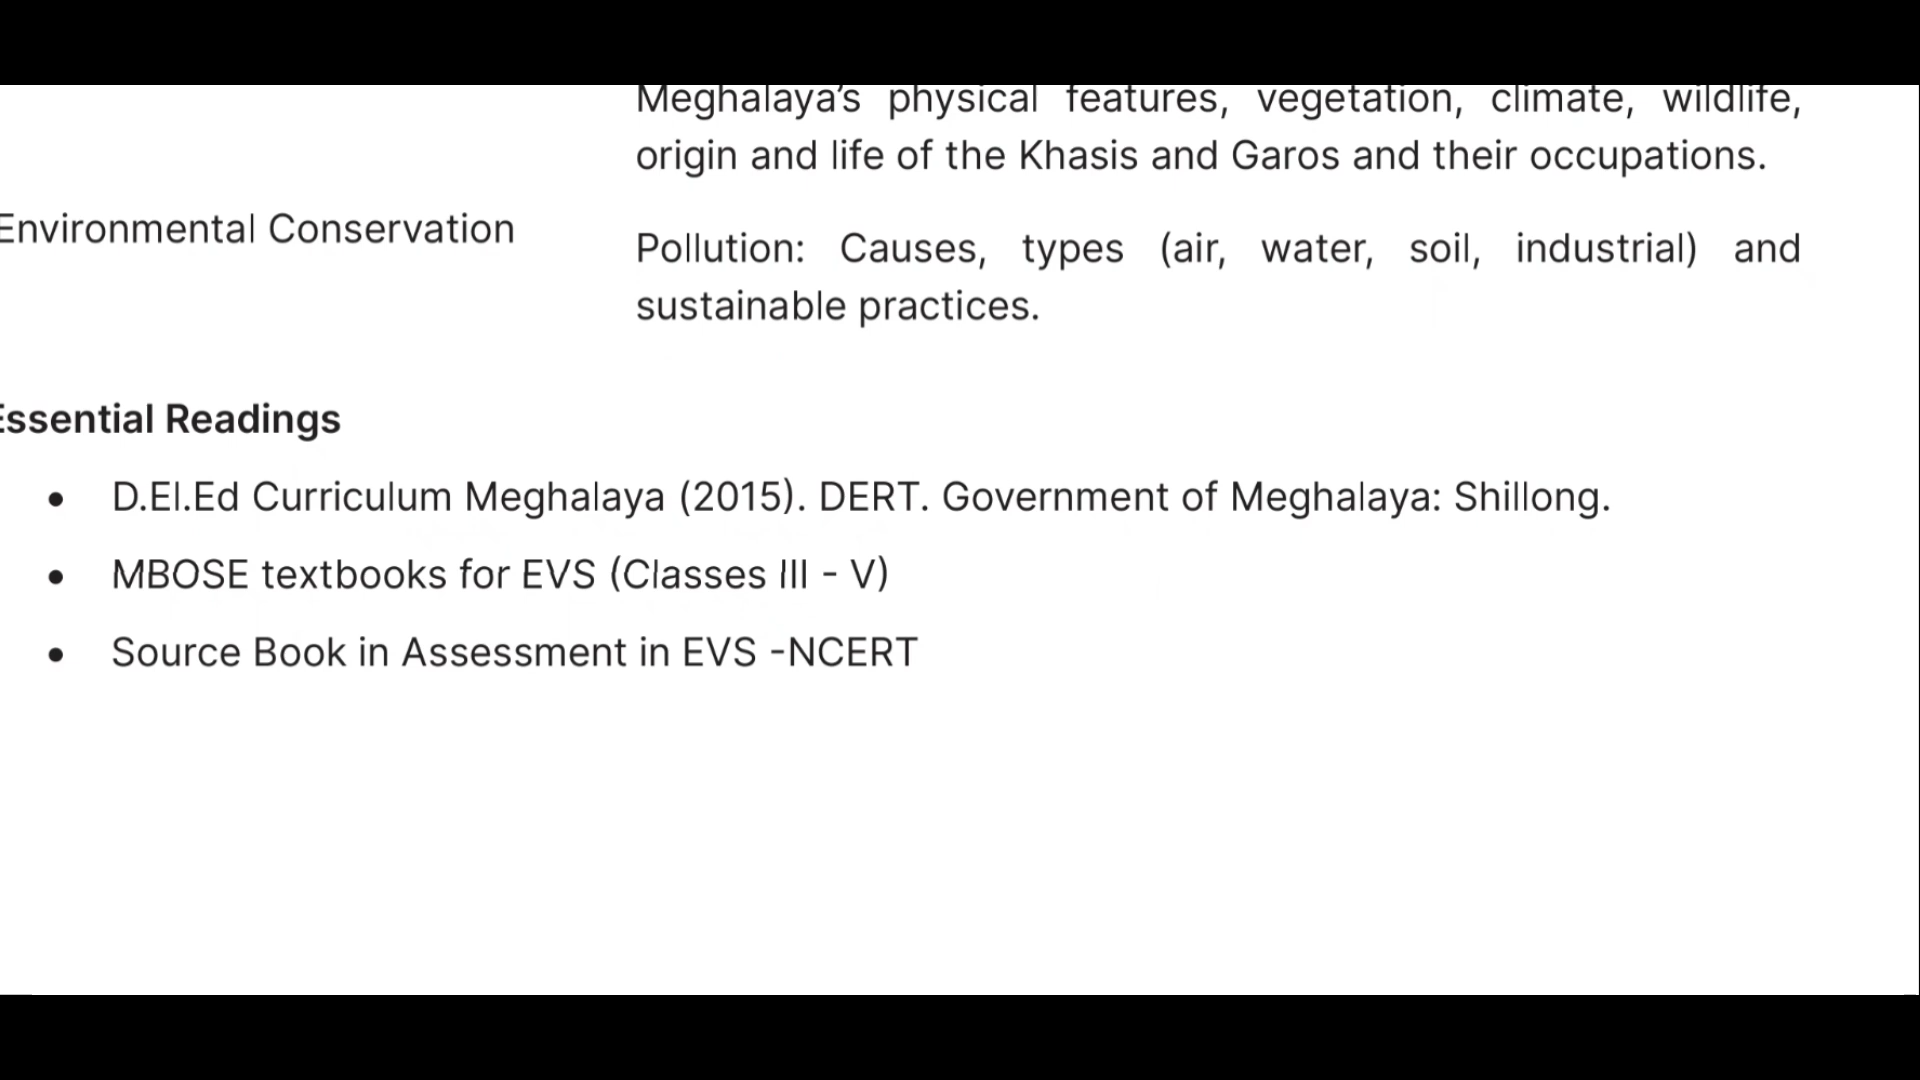 Meghalaya's physical features, vegetation, climate, wildlife,
origin and life of the Khasis and Garos and their occupations.
Environmental Conservation
Pollution: Causes, types (air, water, soil, industrial) and
sustainable practices.
Essential Readings
• D.El.Ed Curriculum Meghalaya (2015). DERT. Government of Meghalaya: Shillong.
• MBOSE textbooks for EVS (Classes III - V)
• Source Book in Assessment in EVS -NCERT